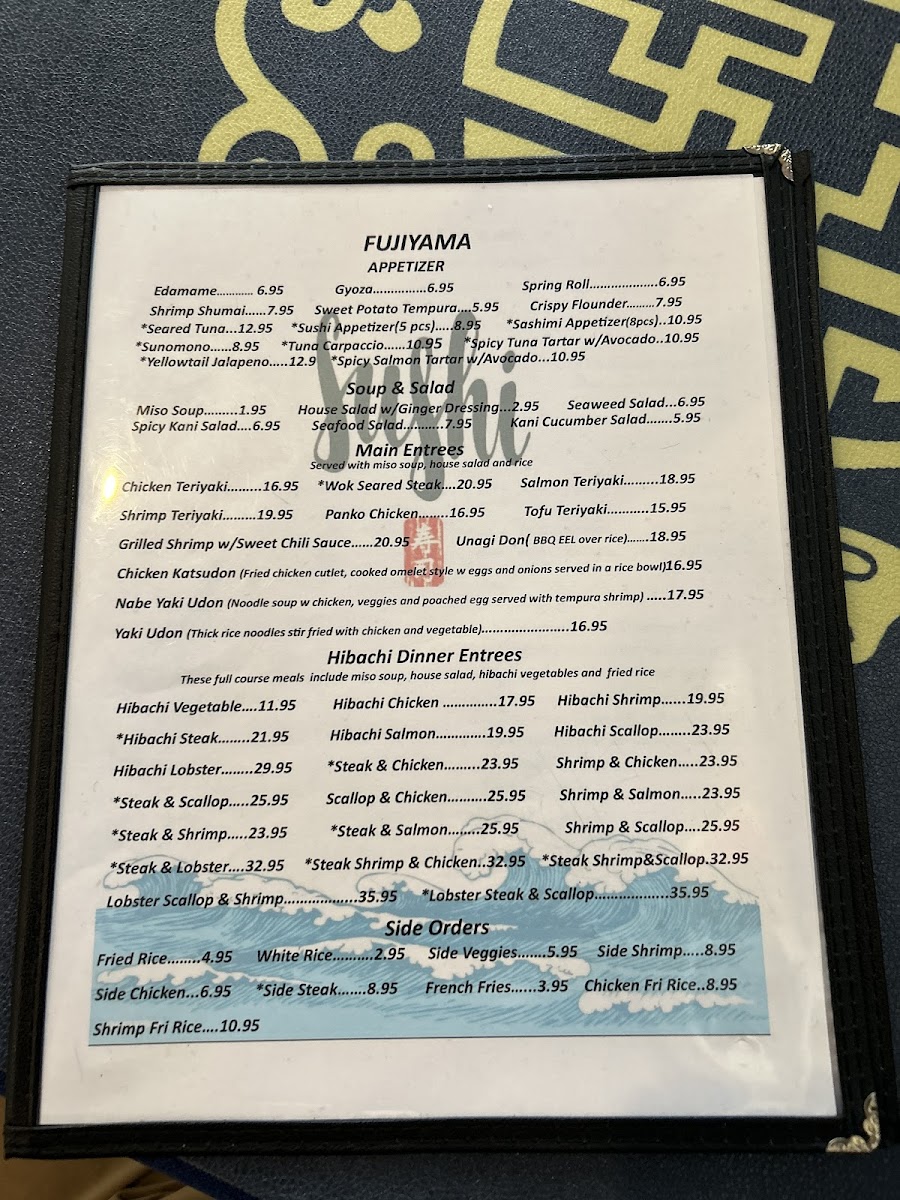 FUJIYAMA
APPETIZER
Edamame............ 6.95 Gyoza...............6.95 Spring Roll...................6.95
Shrimp Shumai......7.95 Sweet Potato Tempura....5.95 Crispy Flounder.........7.95
*Seared Tuna...12.95 *Sushi Appetizer(5 pcs).....8.95 *Sashimi Appetizer(8pcs)..10.95
*Sunomono......8.95 *Tuna Carpaccio......10.95 *Spicy Tuna Tartar w/Avocado..10.95
*Yellowtail Jalapeno.....12.9 *Spicy Salmon Tartar w/Avocado...10.95
Sushi
Soup & Salad
Miso Soup.........1.95 House Salad w/Ginger Dressing...2.95 Seaweed Salad...6.95
Spicy Kani Salad....6.95 Seafood Salad...........7.95 Kani Cucumber Salad.......5.95
Main Entrees
Served with miso soup, house salad and rice
Chicken Teriyaki.........16.95 *Wok Seared Steak....20.95 Salmon Teriyaki.........18.95
Shrimp Teriyaki.........19.95 Panko Chicken........16.95 Tofu Teriyaki...........15.95
寿司
Grilled Shrimp w/Sweet Chili Sauce......20.95 Unagi Don( BBQ EEL over rice).......18.95
Chicken Katsudon (Fried chicken cutlet, cooked omelet style w eggs and onions served in a rice bowl)16.95
Nabe Yaki Udon (Noodle soup w chicken, veggies and poached egg served with tempura shrimp) .....17.95
Yaki Udon (Thick rice noodles stir fried with chicken and vegetable).........................16.95
Hibachi Dinner Entrees
These full course meals include miso soup, house salad, hibachi vegetables and fried rice
Hibachi Vegetable....11.95 Hibachi Chicken ..............17.95 Hibachi Shrimp......19.95
*Hibachi Steak........21.95 Hibachi Salmon.............19.95 Hibachi Scallop........23.95
Hibachi Lobster........29.95 *Steak & Chicken.........23.95 Shrimp & Chicken.....23.95
*Steak & Scallop.....25.95 Scallop & Chicken..........25.95 Shrimp & Salmon.....23.95
*Steak & Shrimp.....23.95 *Steak & Salmon........25.95 Shrimp & Scallop....25.95
*Steak & Lobster....32.95 *Steak Shrimp & Chicken..32.95 *Steak Shrimp&Scallop.32.95
Lobster Scallop & Shrimp..................35.95 *Lobster Steak & Scallop...................35.95
Side Orders
Fried Rice........4.95 White Rice..........2.95 Side Veggies.......5.95 Side Shrimp.....8.95
Side Chicken...6.95 *Side Steak.......8.95 French Fries......3.95 Chicken Fri Rice..8.95
Shrimp Fri Rice....10.95